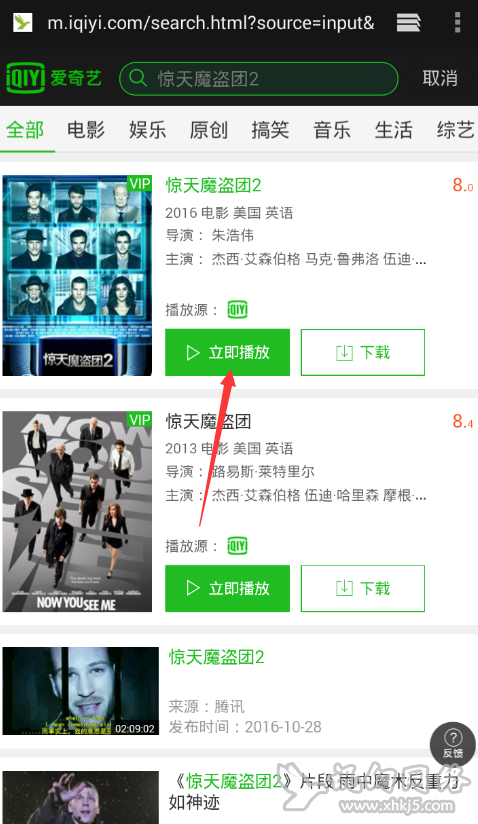 m.iqiyi.com/search.html?source=input&
iQIYI 爱奇艺
惊天魔盗团2
取消
全部 电影 娱乐 原创 搞笑 音乐 生活 综艺
VIP
惊天魔盗团2
惊天魔盗团2 8.0
2016 电影 美国 英语
导演： 朱浩伟
主演： 杰西·艾森伯格 马克·鲁弗洛 伍迪·...
播放源： iQIYI
立即播放 下载
VIP
NOW YOU SEE ME
惊天魔盗团 8.4
2013 电影 美国 英语
导演： 路易斯·莱特里尔
主演： 杰西·艾森伯格 伍迪·哈里森 摩根·...
播放源： iQIYI
立即播放 下载
02:09:02
惊天魔盗团2
来源：腾讯
发布时间：2016-10-28
?
反馈
《惊天魔盗团2》片段 雨中魔术反重力
如神迹
www.xhkj5.com